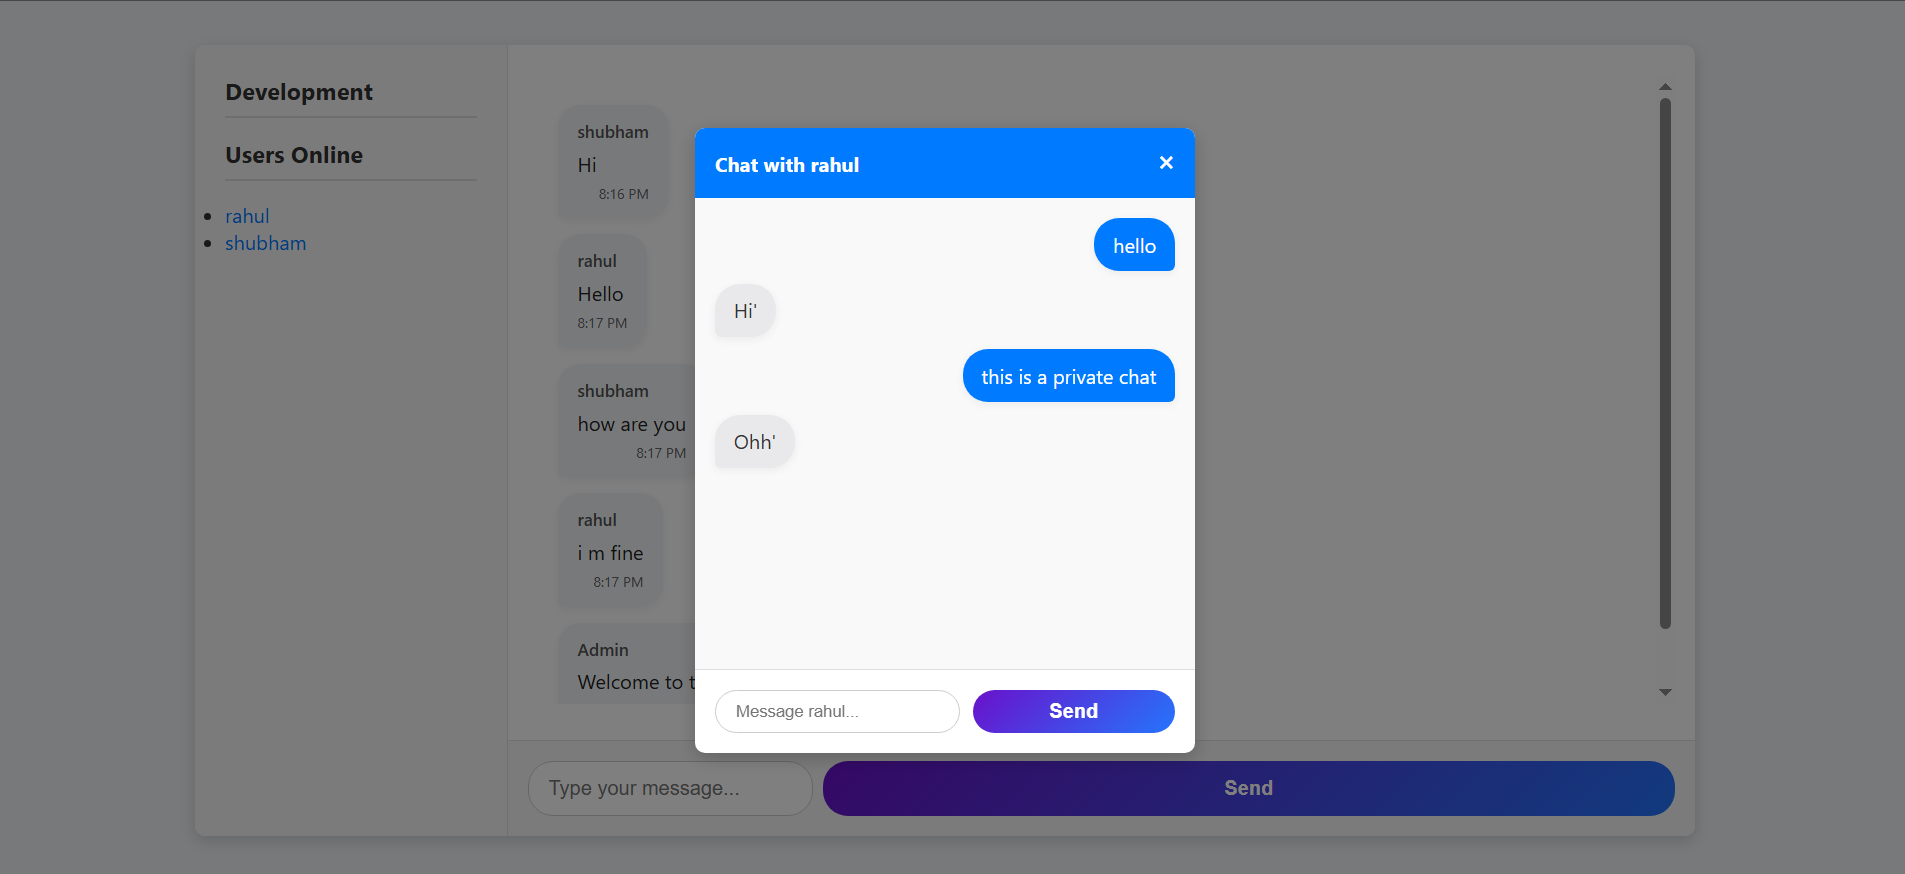 Development
Users Online
rahul
shubham
shubham
Hi
8:16 PM
rahul
Hello
8:17 PM
shubham
how are you
8:17 PM
rahul
i m fine
8:17 PM
Admin
Welcome to
Type your message...
Send
Chat with rahul
×
hello
Hi'
this is a private chat
Ohh'
Message rahul...
Send